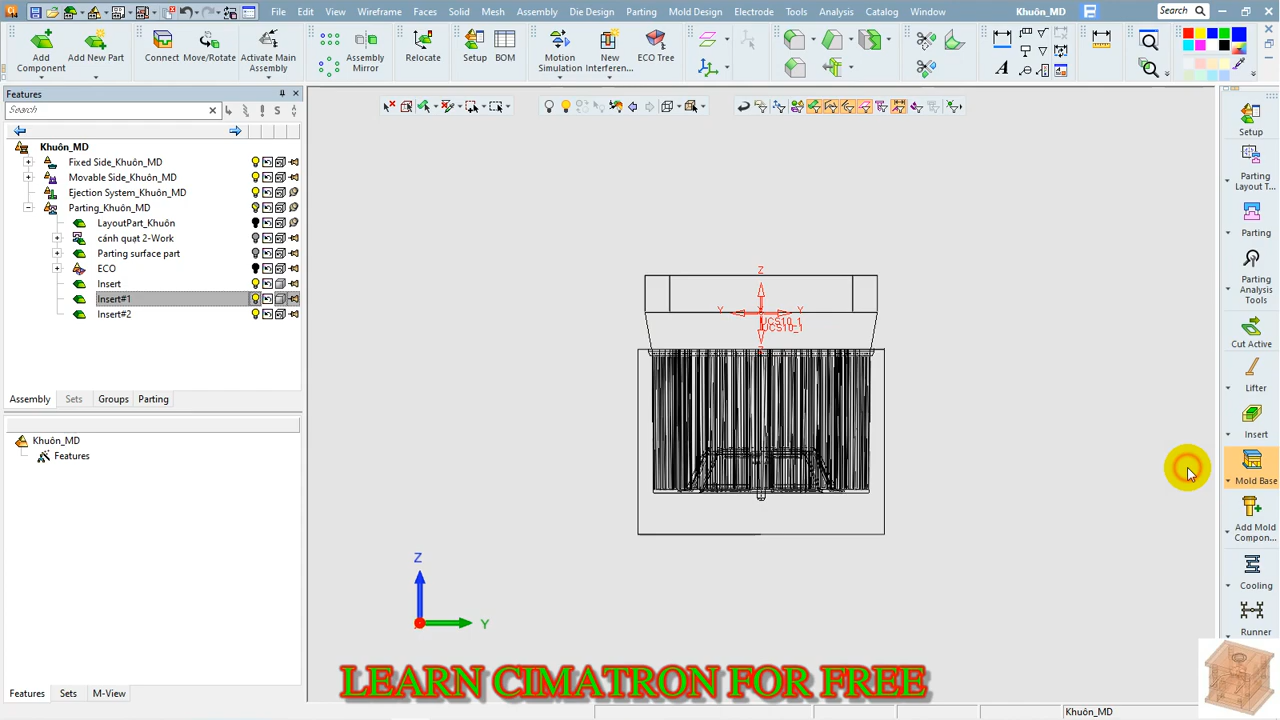 File Edit View Wireframe Faces Solid Mesh Assembly Die Design Parting Mold Design Electrode Tools Analysis Catalog Window Khuôn_MD Search
Add Component
Add New Part
Connect
Move/Rotate
Activate Main Assembly
Assembly Mirror
Relocate
Setup
BOM
Motion Simulation
New Interferen...
ECO Tree
Features
Search
Khuôn_MD
Fixed Side_Khuôn_MD
Movable Side_Khuôn_MD
Ejection System_Khuôn_MD
Parting_Khuôn_MD
LayoutPart_Khuôn
cánh quạt 2-Work
Parting surface part
ECO
Insert
Insert#1
Insert#2
Assembly Sets Groups Parting
Khuôn_MD
Features
Features Sets M-View
Z
Y Y
UCS10_1
UCS10_1
Z
Z
Y
Setup
Parting
Layout T...
Parting
Parting
Analysis
Tools
Cut Active
Lifter
Insert
Mold Base
Add Mold
Compon...
Cooling
Runner
LEARN CIMATRON FOR FREE
Khuôn_MD